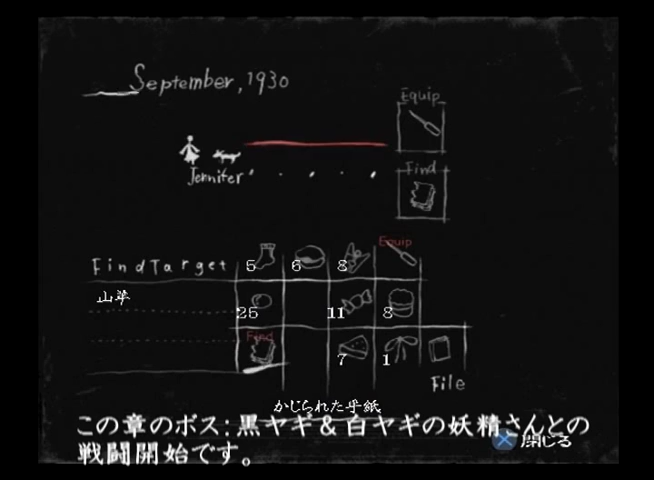 September, 1930
Equip
Jennifer
Find
FindTarget
5
6
8
Equip
山羊
25
11
8
Find
7
1
File
かじられた手紙
この章のボス：黒ヤギ＆白ヤギの妖精さんとの
閉じる
戦闘開始です。